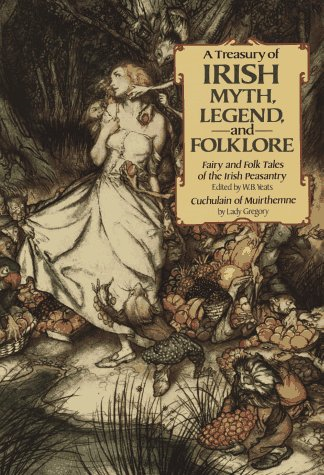 A Treasury of
IRISH
MYTH,
LEGEND,
and
FOLKLORE
Fairy and Folk Tales
of the Irish Peasantry
Edited by W.B. Yeats
Cuchulain of Muirthemne
by Lady Gregory